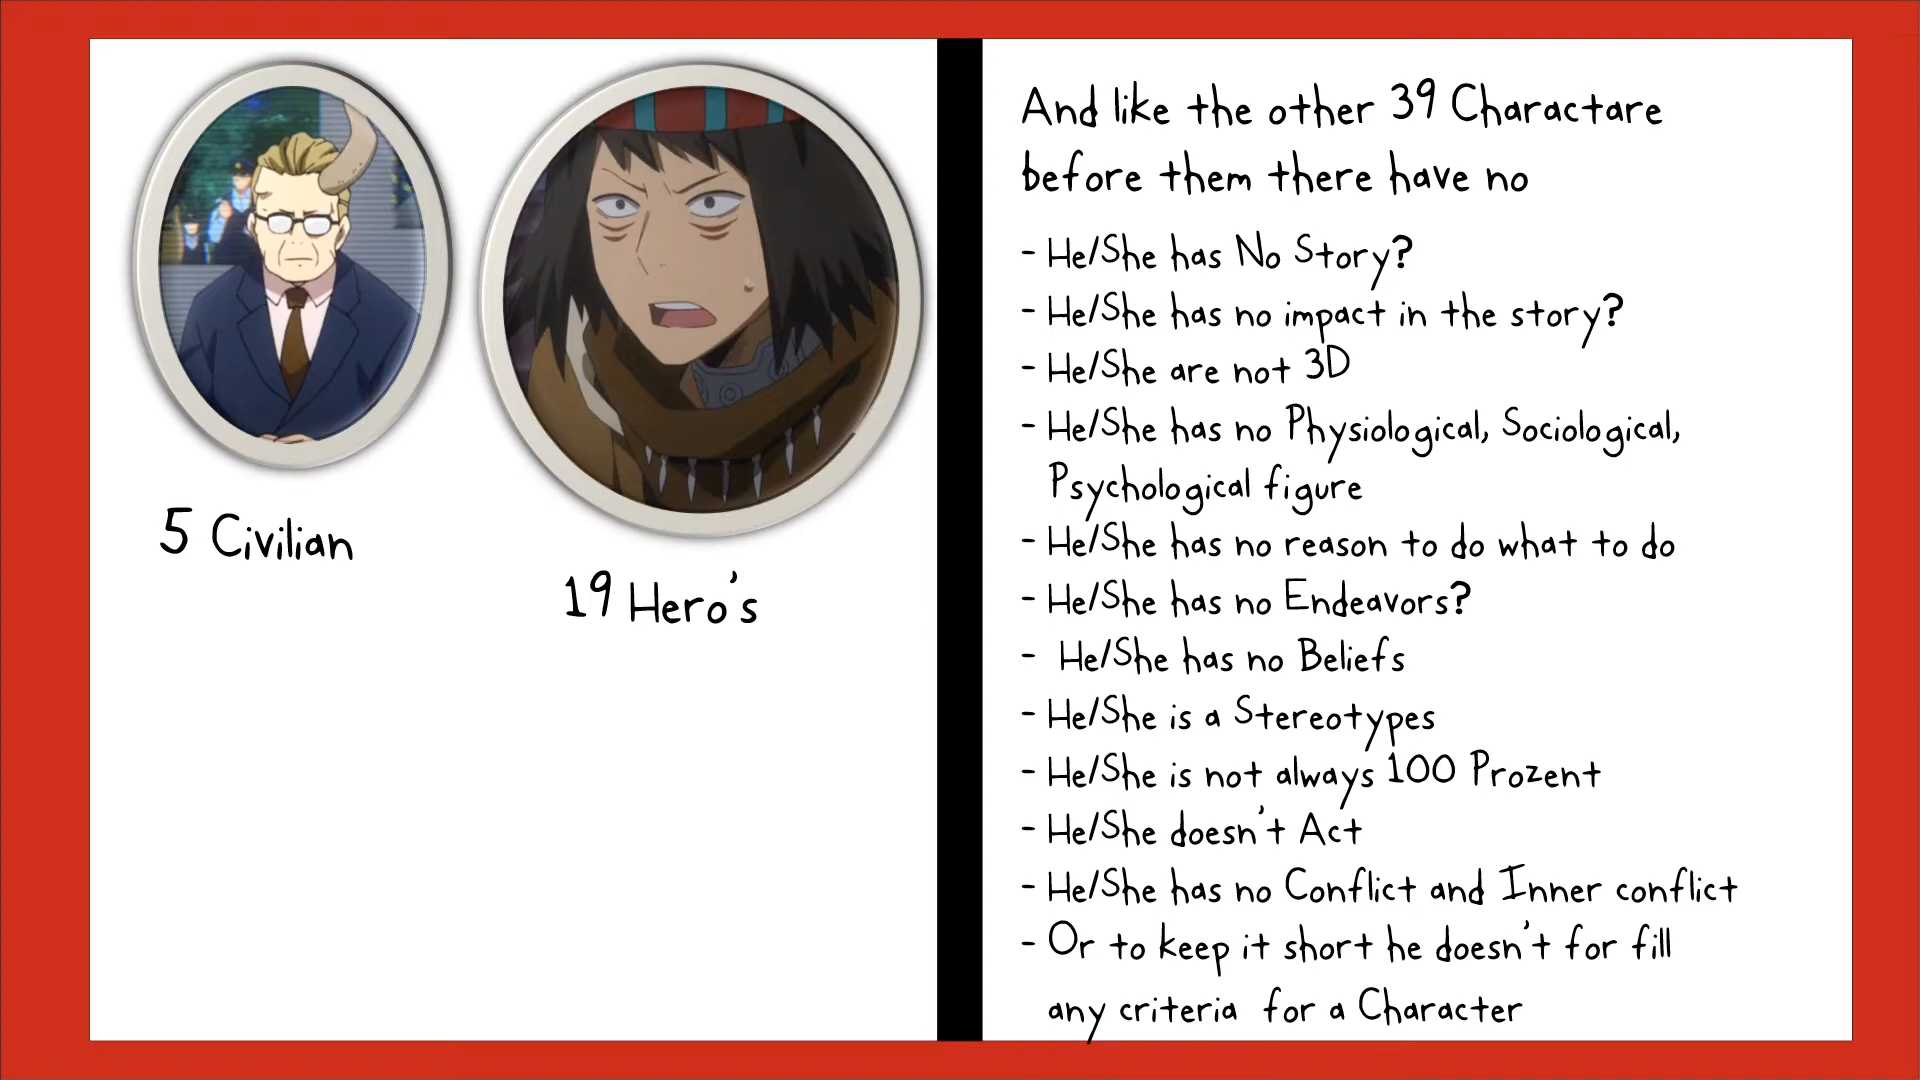 5 Civilian
19 Hero's
And like the other 39 Charactare
before them there have no
- He/She has No Story?
- He/She has no impact in the story?
- He/She are not 3D
- He/She has no Physiological, Sociological,
Psychological figure
- He/She has no reason to do what to do
- He/She has no Endeavors?
- He/She has no Beliefs
- He/She is a Stereotypes
- He/She is not always 100 Prozent
- He/She doesn't Act
- He/She has no Conflict and Inner conflict
- Or to keep it short he doesn't for fill
any criteria for a Character